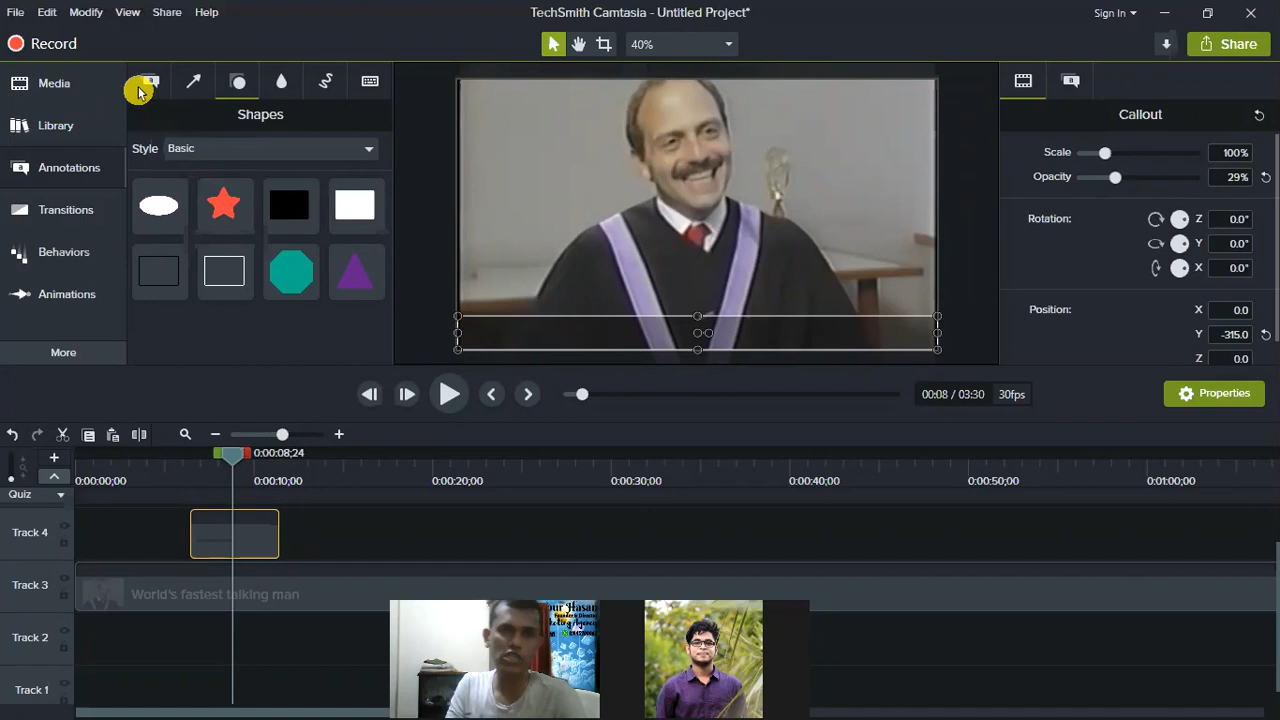 File Edit Modify View Share Help
TechSmith Camtasia - Untitled Project*
Sign In
Record
40%
Share
Media
Library
Annotations
Transitions
Behaviors
Animations
More
Shapes
Style Basic
Callout
Scale 100%
Opacity 29%
Rotation: Z 0.0°
Y 0.0°
X 0.0°
Position: X 0.0
Y -315.0
Z 0.0
00:08 / 03:30 30fps
Properties
0:00:08;24
0:00:00;00 0:00:10;00 0:00:20;00 0:00:30;00 0:00:40;00 0:00:50;00 0:01:00;00
Quiz
Track 4
Track 3
World's fastest talking man
Track 2
Track 1
Hasan